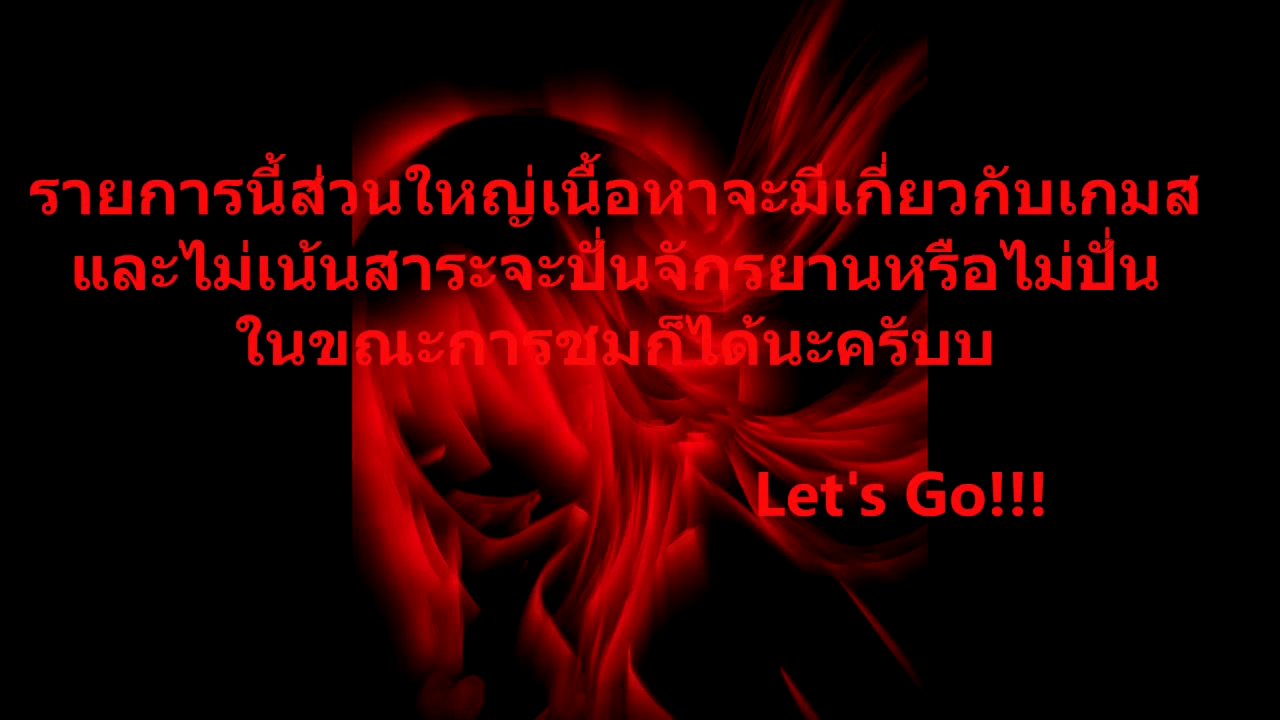 รายการนี้ส่วนใหญ่เนื้อหาจะมีเกี่ยวกับเกมส
และไม่เน้นสาระจะปั่นจักรยานหรือไม่ปั่น
ในขณะการชมก็ได้นะครับบ
Let's Go!!!